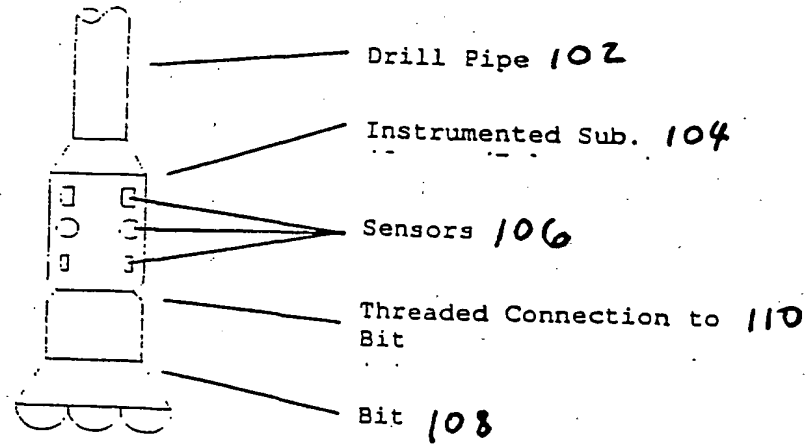 Drill Pipe 102
Instrumented Sub. 104
Sensors 106
Threaded Connection to 110
Bit
Bit 108